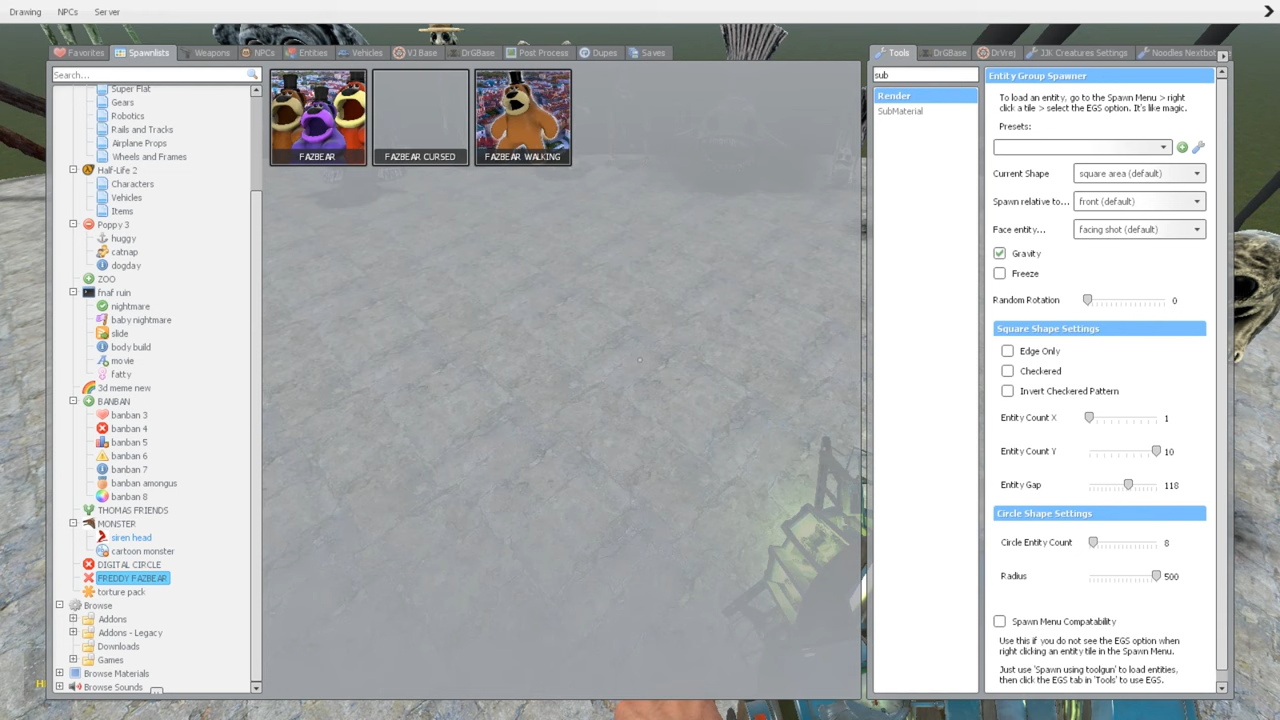 Drawing NPCs Server
Favorites Spawnlists Weapons NPCs Entities Vehicles VJ Base DrGBase Post Process Dupes Saves
Search...
Super Flat
Gears
Robotics
Rails and Tracks
Airplane Props
Wheels and Frames
Half-Life 2
Characters
Vehicles
Items
Poppy 3
huggy
catnap
dogday
ZOO
fnaf ruin
nightmare
baby nightmare
slide
body build
movie
fatty
3d meme new
BANBAN
banban 3
banban 4
banban 5
banban 6
banban 7
banban amongus
banban 8
THOMAS FRIENDS
MONSTER
siren head
cartoon monster
DIGITAL CIRCLE
FREDDY FAZBEAR
torture pack
Browse
Addons
Addons - Legacy
Downloads
Games
Browse Materials
Browse Sounds
FAZBEAR
FAZBEAR CURSED
FAZBEAR WALKING
Tools DrGBase DrVrej JJK Creatures Settings Noodles Nextbot
sub
Render
SubMaterial
Entity Group Spawner
To load an entity, go to the Spawn Menu > right
click a tile > select the EGS option. It's like magic.
Presets:
Current Shape square area (default)
Spawn relative to... front (default)
Face entity... facing shot (default)
Gravity
Freeze
Random Rotation 0
Square Shape Settings
Edge Only
Checkered
Invert Checkered Pattern
Entity Count X 1
Entity Count Y 10
Entity Gap 118
Circle Shape Settings
Circle Entity Count 8
Radius 500
Spawn Menu Compatability
Use this if you do not see the EGS option when
right clicking an entity tile in the Spawn Menu.
Just use 'Spawn using toolgun' to load entities,
then click the EGS tab in 'Tools' to use EGS.